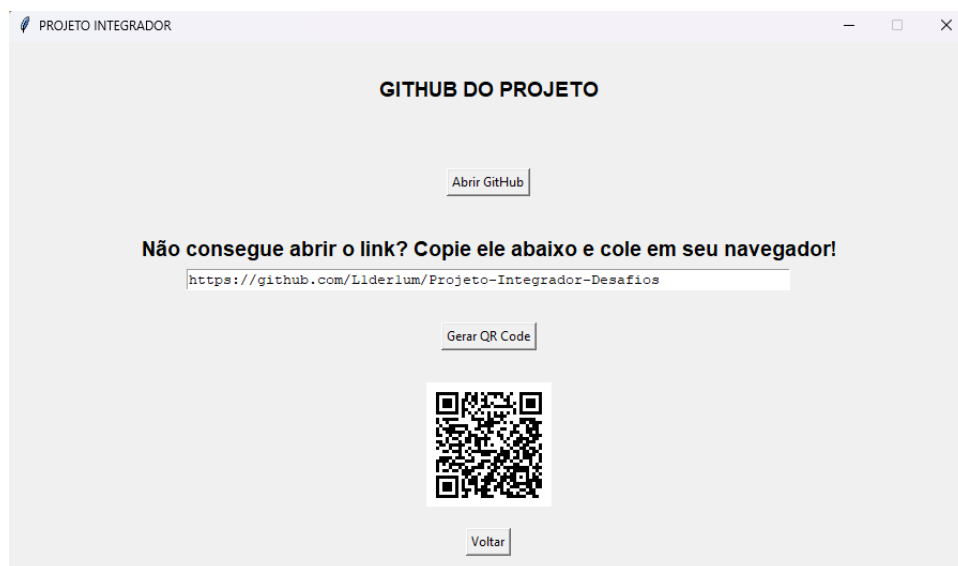 PROJETO INTEGRADOR
GITHUB DO PROJETO
Abrir GitHub
Não consegue abrir o link? Copie ele abaixo e cole em seu navegador!
https://github.com/Llderlum/Projeto-Integrador-Desafios
Gerar QR Code
Voltar